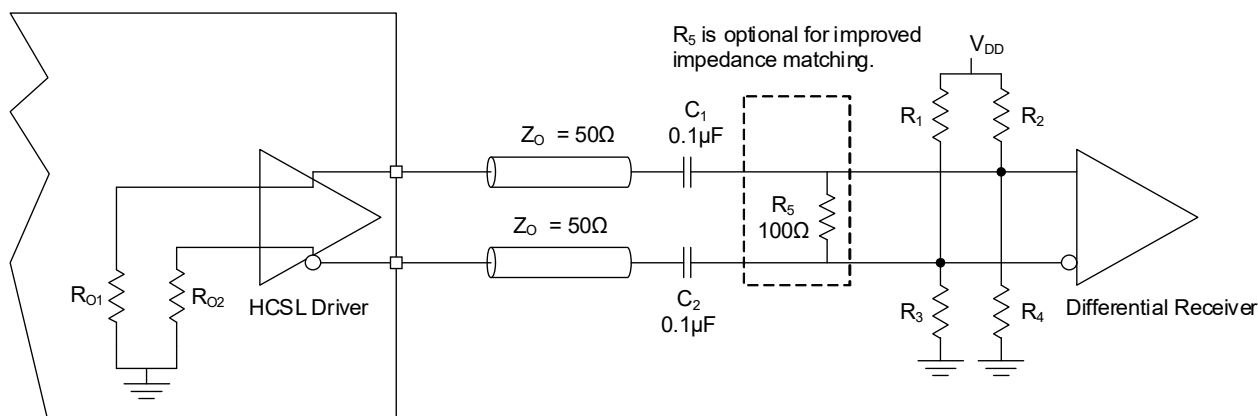 R5 is optional for improved
impedance matching.
VDD
C1
0.1µF
R1
R2
ZO = 50Ω
R5
100Ω
ZO = 50Ω
RO1
RO2
HCSL Driver
C2
0.1µF
R3
R4
Differential Receiver